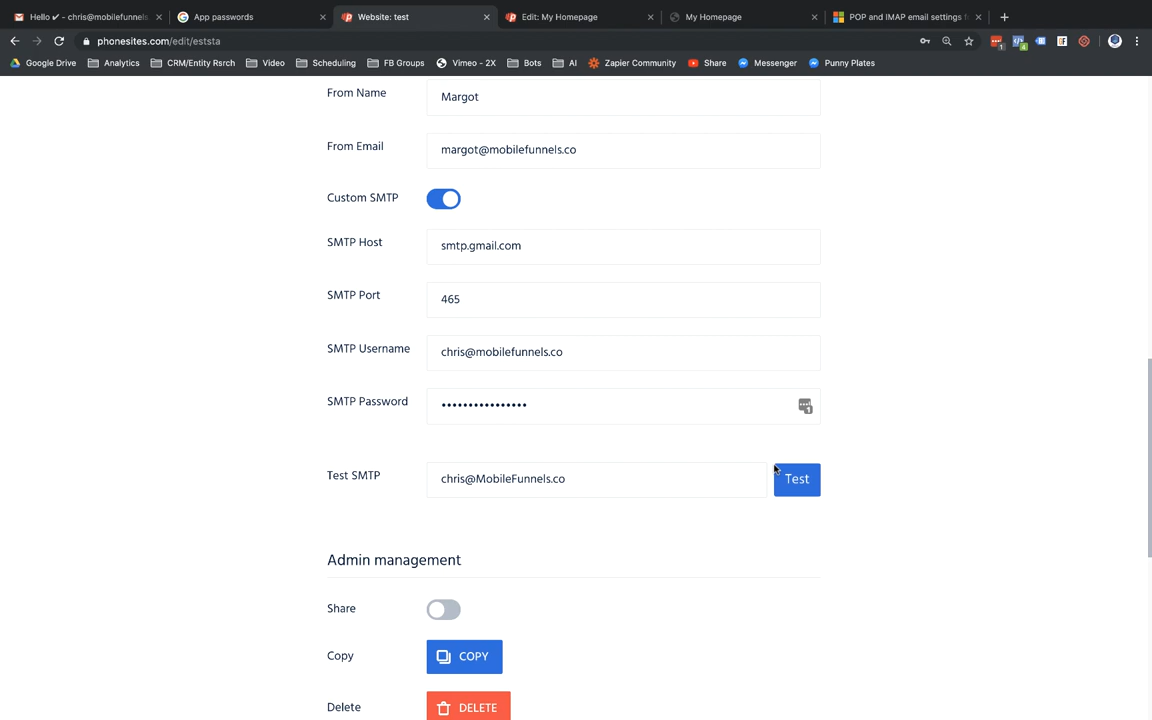 Hello ✔ - chris@mobilefunnels
App passwords
Website: test
Edit: My Homepage
My Homepage
POP and IMAP email settings f
phonesites.com/edit/eststa
Google Drive
Analytics
CRM/Entity Rsrch
Video
Scheduling
FB Groups
Vimeo - 2X
Bots
AI
Zapier Community
Share
Messenger
Punny Plates
From Name
Margot
From Email
margot@mobilefunnels.co
Custom SMTP
SMTP Host
smtp.gmail.com
SMTP Port
465
SMTP Username
chris@mobilefunnels.co
SMTP Password
••••••••••••••••
Test SMTP
chris@MobileFunnels.co
Test
Admin management
Share
Copy
COPY
Delete
DELETE